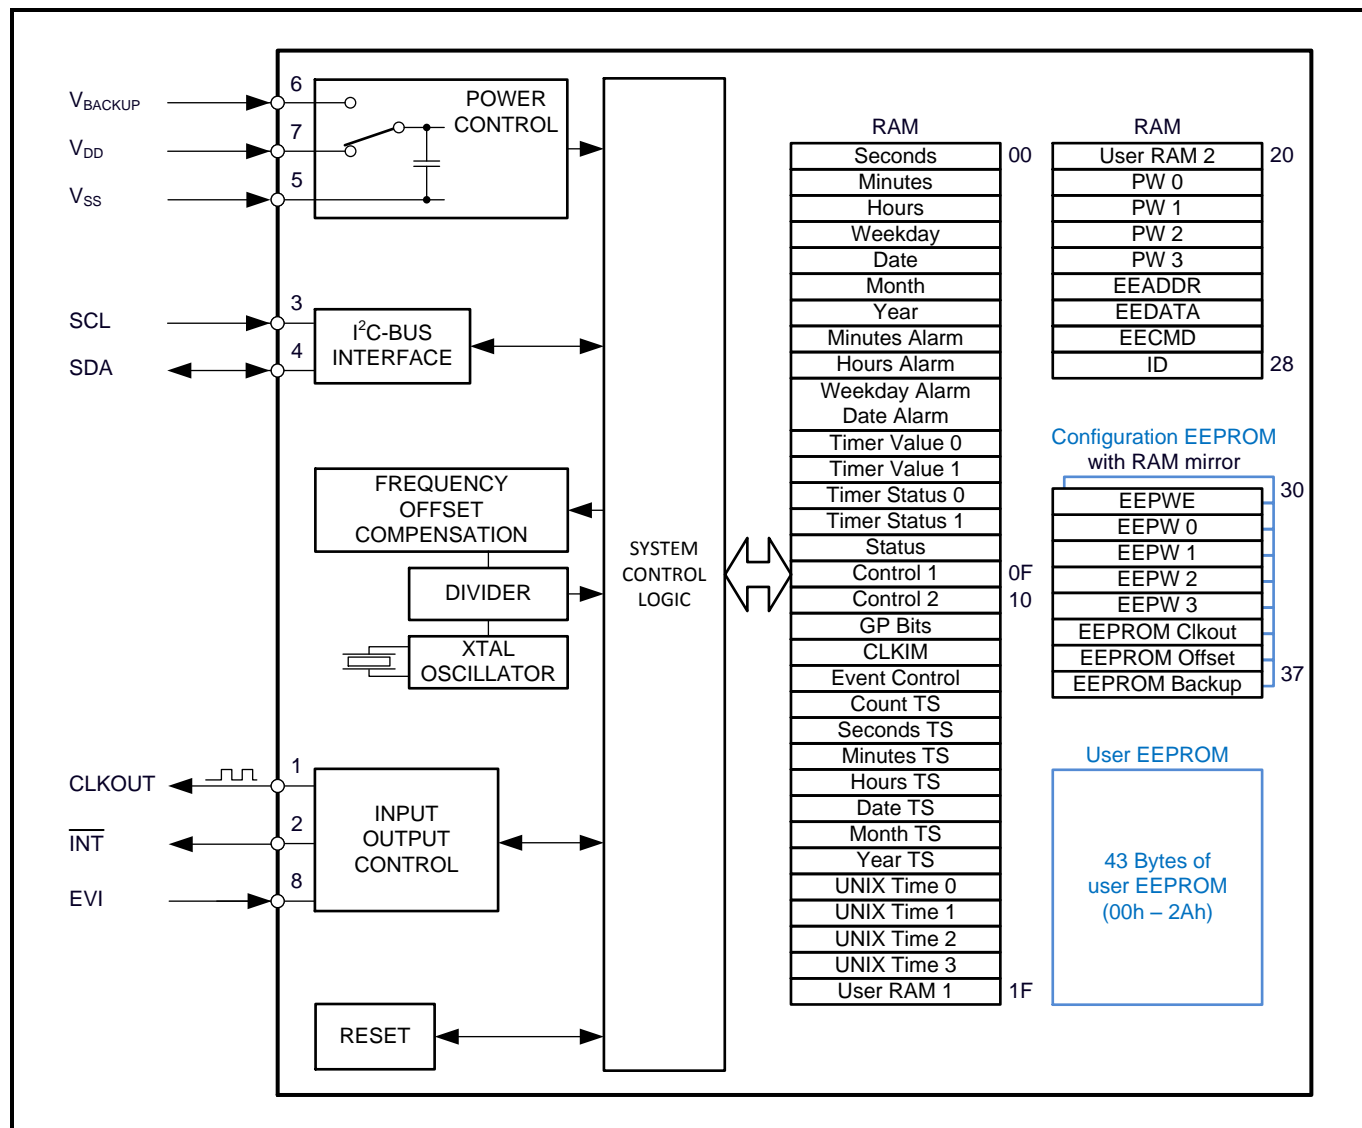 V_BACKUP
6
POWER
CONTROL
V_DD
7
V_SS
5
SCL
3
I²C-BUS
INTERFACE
SDA
4
FREQUENCY
OFFSET
COMPENSATION
DIVIDER
XTAL
OSCILLATOR
CLKOUT
1
INPUT
OUTPUT
CONTROL
INT
2
EVI
8
RESET
SYSTEM
CONTROL
LOGIC
RAM
Seconds 00
Minutes
Hours
Weekday
Date
Month
Year
Minutes Alarm
Hours Alarm
Weekday Alarm
Date Alarm
Timer Value 0
Timer Value 1
Timer Status 0
Timer Status 1
Status
Control 1 0F
Control 2 10
GP Bits
CLKIM
Event Control
Count TS
Seconds TS
Minutes TS
Hours TS
Date TS
Month TS
Year TS
UNIX Time 0
UNIX Time 1
UNIX Time 2
UNIX Time 3
User RAM 1 1F
RAM
User RAM 2 20
PW 0
PW 1
PW 2
PW 3
EEADDR
EEDATA
EECMD
ID 28
Configuration EEPROM
with RAM mirror
EEPWE 30
EEPW 0
EEPW 1
EEPW 2
EEPW 3
EEPROM Clkout
EEPROM Offset
EEPROM Backup 37
User EEPROM
43 Bytes of
user EEPROM
(00h – 2Ah)